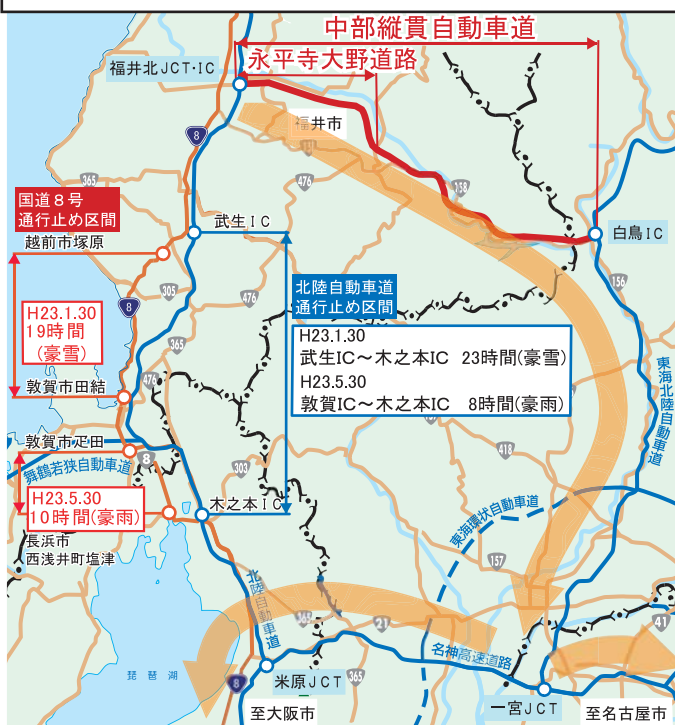 中部縦貫自動車道
永平寺大野道路
福井北JCT･IC
福井市
8
365
476
158
国道８号
通行止め区間
越前市塚原
武生IC
白鳥IC
156
305
476
8
北陸自動車道
通行止め区間
H23.1.30
19時間
(豪雪)
H23.1.30
武生IC～木之本IC 23時間(豪雪)
H23.5.30
敦賀IC～木之本IC 8時間(豪雨)
365
476
敦賀市田結
東海北陸自動車道
敦賀市疋田
舞鶴若狭自動車道
8
303
418
H23.5.30
10時間(豪雨)
木之本IC
長浜市
西浅井町塩津
東海環状自動車道
157
北陸自動車道
365
21
41
名神高速道路
琵琶湖
8
米原JCT
365
一宮JCT
至大阪市
至名古屋市